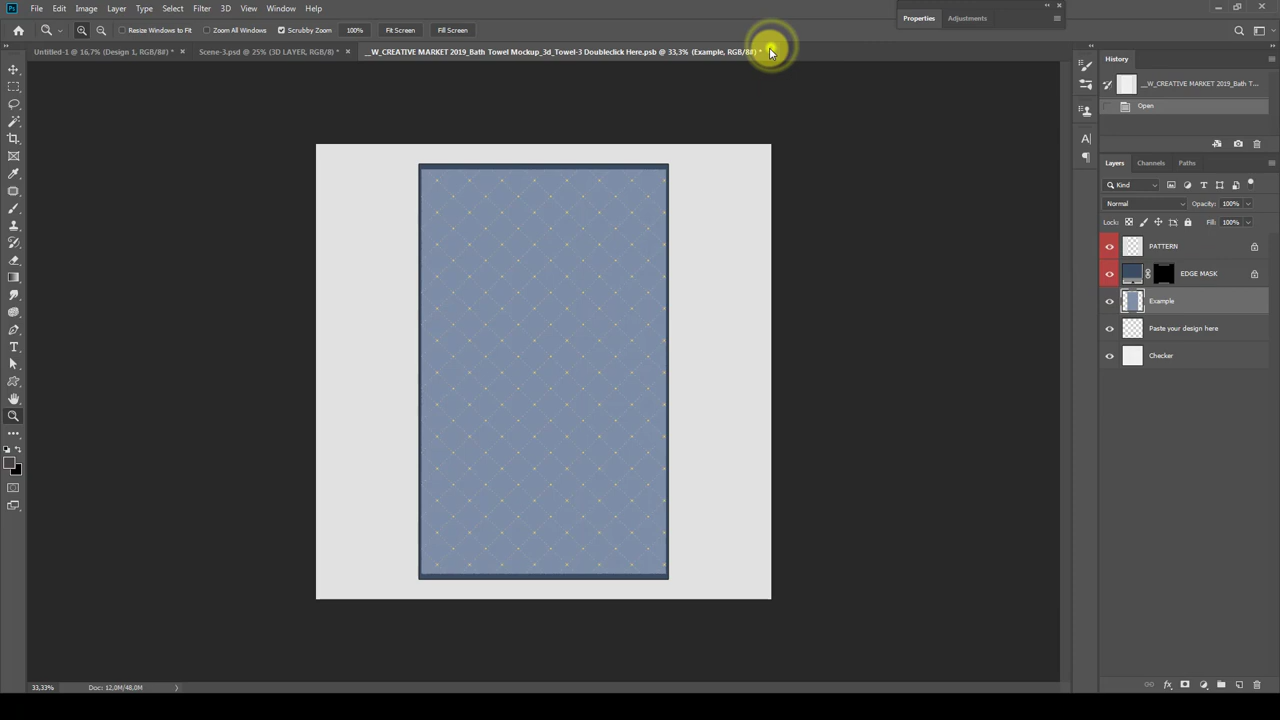 Ps File Edit Image Layer Type Select Filter 3D View Window Help
Properties Adjustments
Resize Windows to Fit Zoom All Windows Scrubby Zoom 100% Fit Screen Fill Screen
Untitled-1 @ 16,7% (Design 1, RGB/8#) * × Scene-3.psd @ 25% (3D LAYER, RGB/8) * × __W_CREATIVE MARKET 2019_Bath Towel Mockup_3d_Towel-3 Doubleclick Here.psb @ 33,3% (Example, RGB/8#) *
History
__W_CREATIVE MARKET 2019_Bath T...
Open
Layers Channels Paths
Kind
Normal Opacity: 100%
Lock: Fill: 100%
PATTERN
EDGE MASK
Example
Paste your design here
Checker
33,33% Doc: 12,0M/48,0M